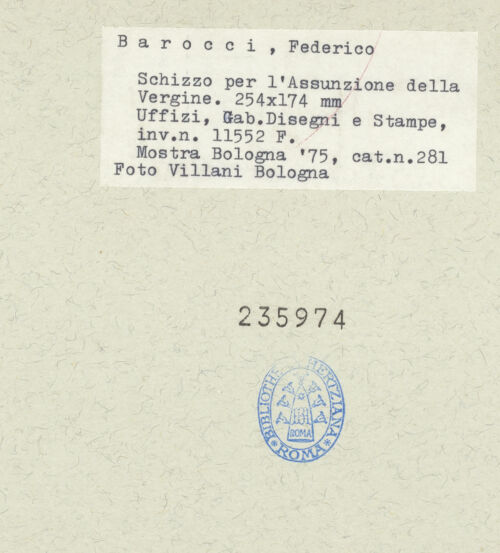 B a r o c c i , Federico
Schizzo per l'Assunzione della
Vergine. 254x174 mm
Uffizi, Gab.Disegni e Stampe,
inv.n. 11552 F.
Mostra Bologna '75, cat.n.281
Foto Villani Bologna
235974
BIBLIOTHECA HERTZIANA
ROMA
ROMA